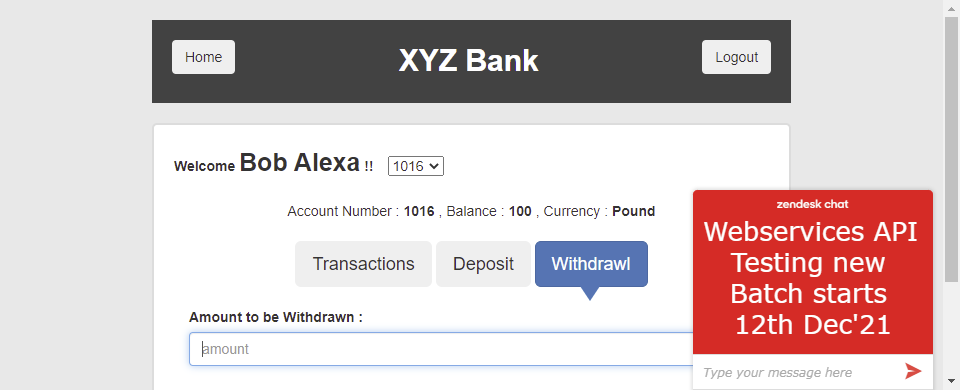 Home
XYZ Bank
Logout
Welcome Bob Alexa !! 1016
Account Number : 1016 , Balance : 100 , Currency : Pound
Transactions
Deposit
Withdrawl
Amount to be Withdrawn :
amount
zendesk chat
Webservices API
Testing new
Batch starts
12th Dec'21
Type your message here